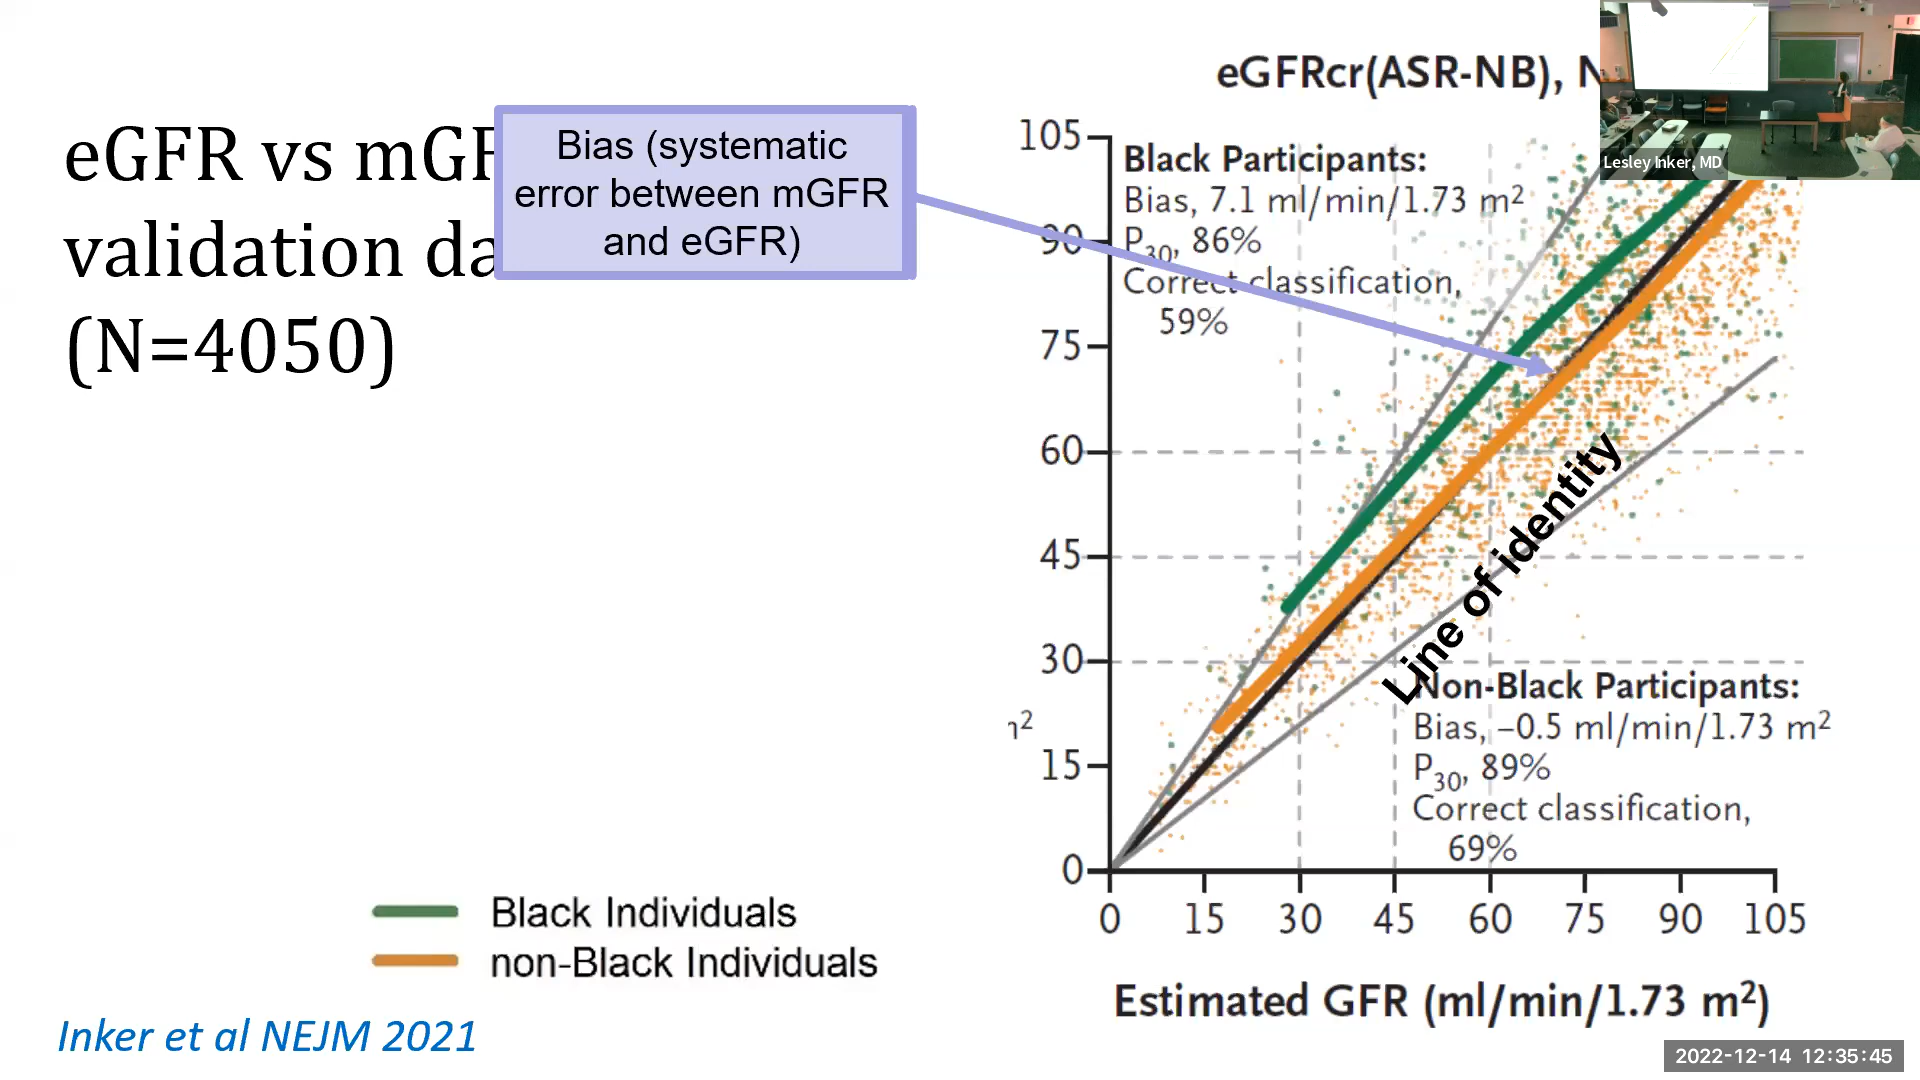 eGFR vs mGF
validation da
(N=4050)
Bias (systematic
error between mGFR
and eGFR)
eGFRcr(ASR-NB), N
Lesley Inker, MD
Black Participants:
Bias, 7.1 ml/min/1.73 m²
P30, 86%
Correct classification,
59%
105
90
75
60
45
30
15
0
m²
Line of identity
Non-Black Participants:
Bias, –0.5 ml/min/1.73 m²
P30, 89%
Correct classification,
69%
0 15 30 45 60 75 90 105
Estimated GFR (ml/min/1.73 m²)
Black Individuals
non-Black Individuals
Inker et al NEJM 2021
2022-12-14 12:35:45